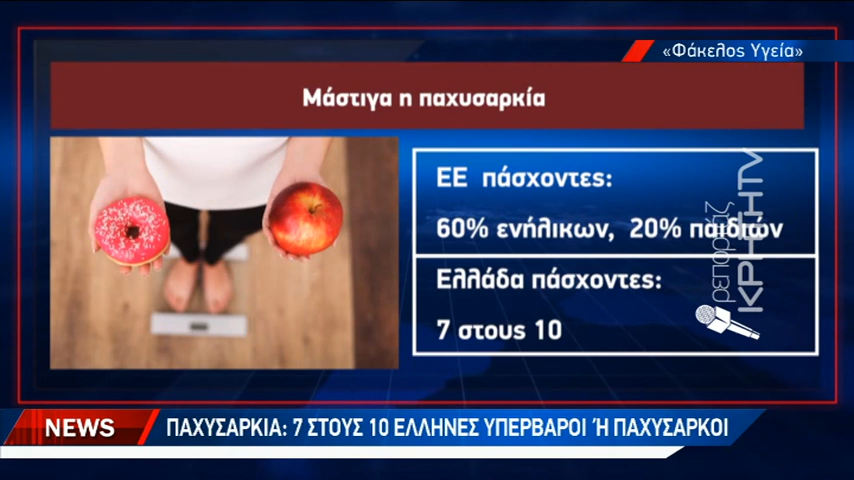 «Φάκελος Υγεία»
Μάστιγα η παχυσαρκία
ΕΕ πάσχοντες:
60% ενήλικων, 20% παιδιών
Ελλάδα πάσχοντες:
7 στους 10
ρεπορτάζ
ΚΡΗΤΗTV
NEWS
ΠΑΧΥΣΑΡΚΙΑ: 7 ΣΤΟΥΣ 10 ΕΛΛΗΝΕΣ ΥΠΕΡΒΑΡΟΙ Ή ΠΑΧΥΣΑΡΚΟΙ